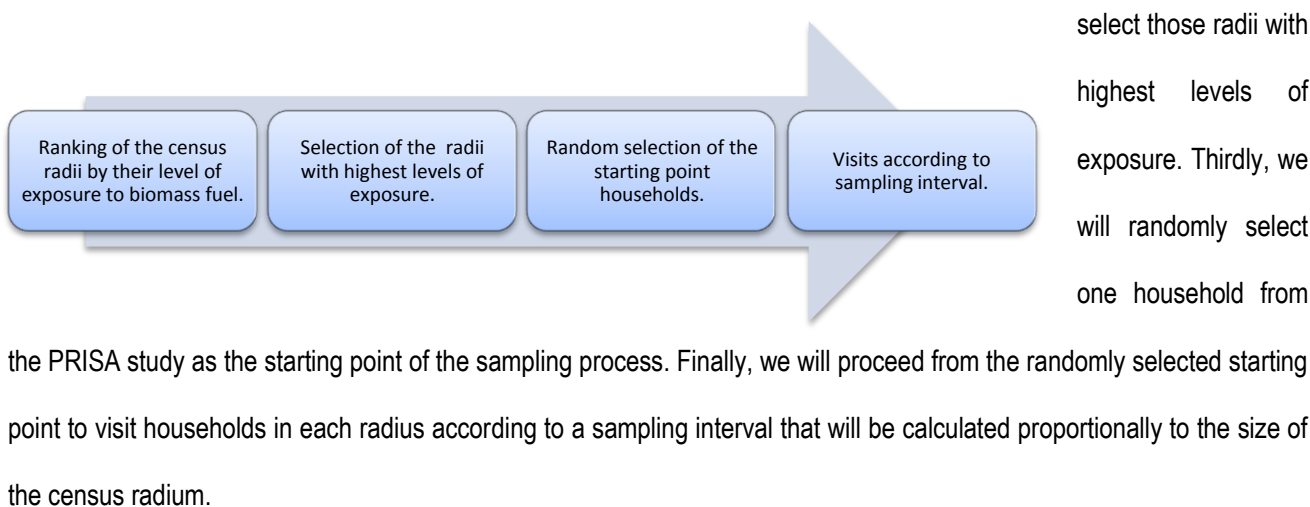 Ranking of the census
radii by their level of
exposure to biomass fuel.
Selection of the radii
with highest levels of
exposure.
Random selection of the
starting point
households.
Visits according to
sampling interval.
select those radii with
highest levels of
exposure. Thirdly, we
will randomly select
one household from
the PRISA study as the starting point of the sampling process. Finally, we will proceed from the randomly selected starting
point to visit households in each radius according to a sampling interval that will be calculated proportionally to the size of
the census radium.